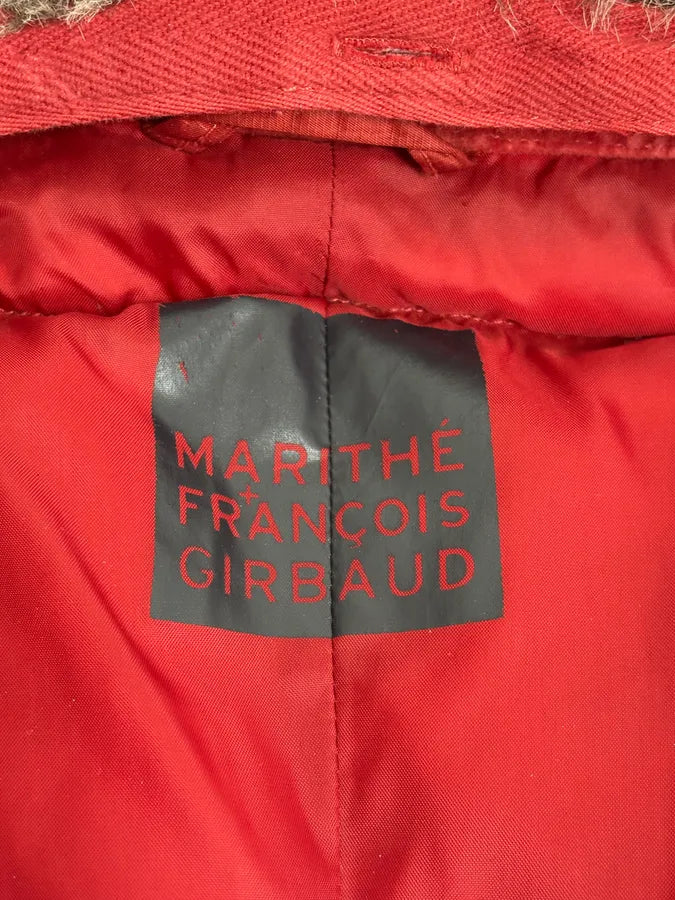 MARITHÉ
+
FRANÇOIS
GIRBAUD